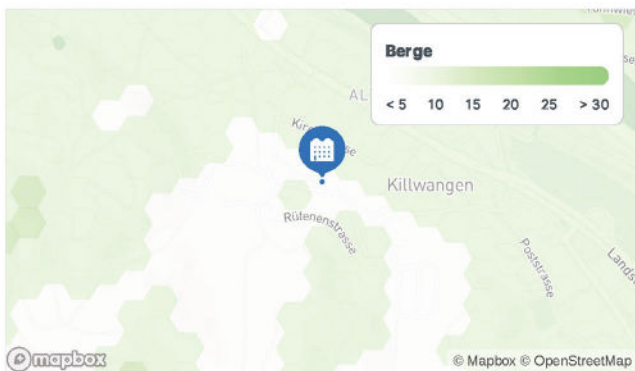 Berge
< 5 10 15 20 25 > 30
Killwangen
Rütenenstrasse
Poststrasse
mapbox
© Mapbox © OpenStreetMap